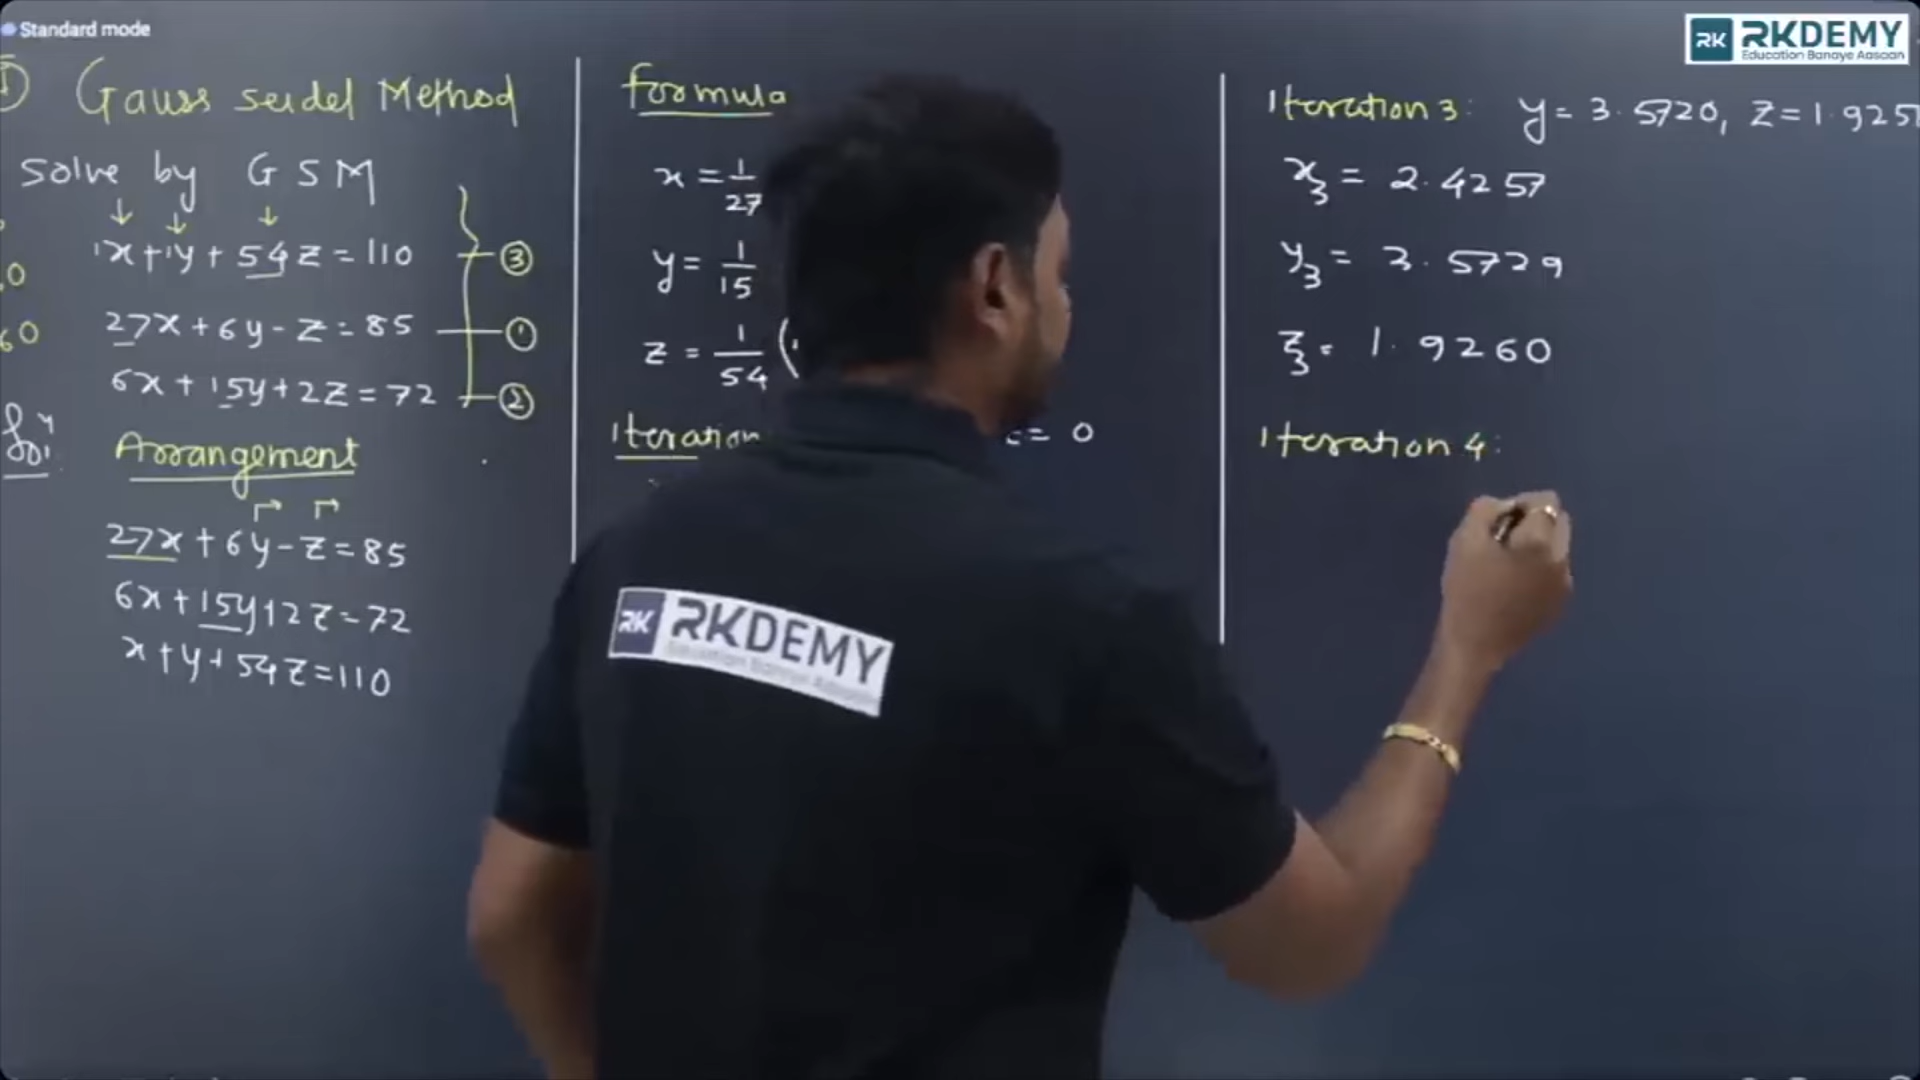 Standard mode
RK RKDEMY
Education Banaye Aasaan
Gauss seidel Method
Solve by G S M
1x+1y+54z=110 ③
27x+6y-z=85 ①
6x+15y+2z=72 ②
Arrangement
27x+6y-z=85
6x+15y+2z=72
x+y+54z=110
Formula
x=1/27
y=1/15
z=1/54 (
Iteration = 0
RK RKDEMY
Iteration 3: y=3.5720, z=1.925
x3= 2.4257
y3= 3.5729
z3= 1.9260
Iteration 4: